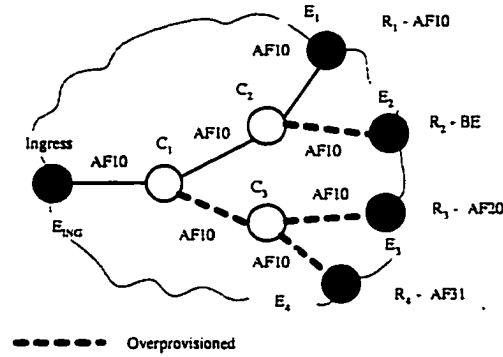 E1
R1 - AF10
AF10
C2
E2
R2 - BE
AF10
AF10
Ingress
C1
AF10
C3
AF10
R3 - AF20
EING
AF10
AF10
E3
E4
R4 - AF31
Overprovisioned